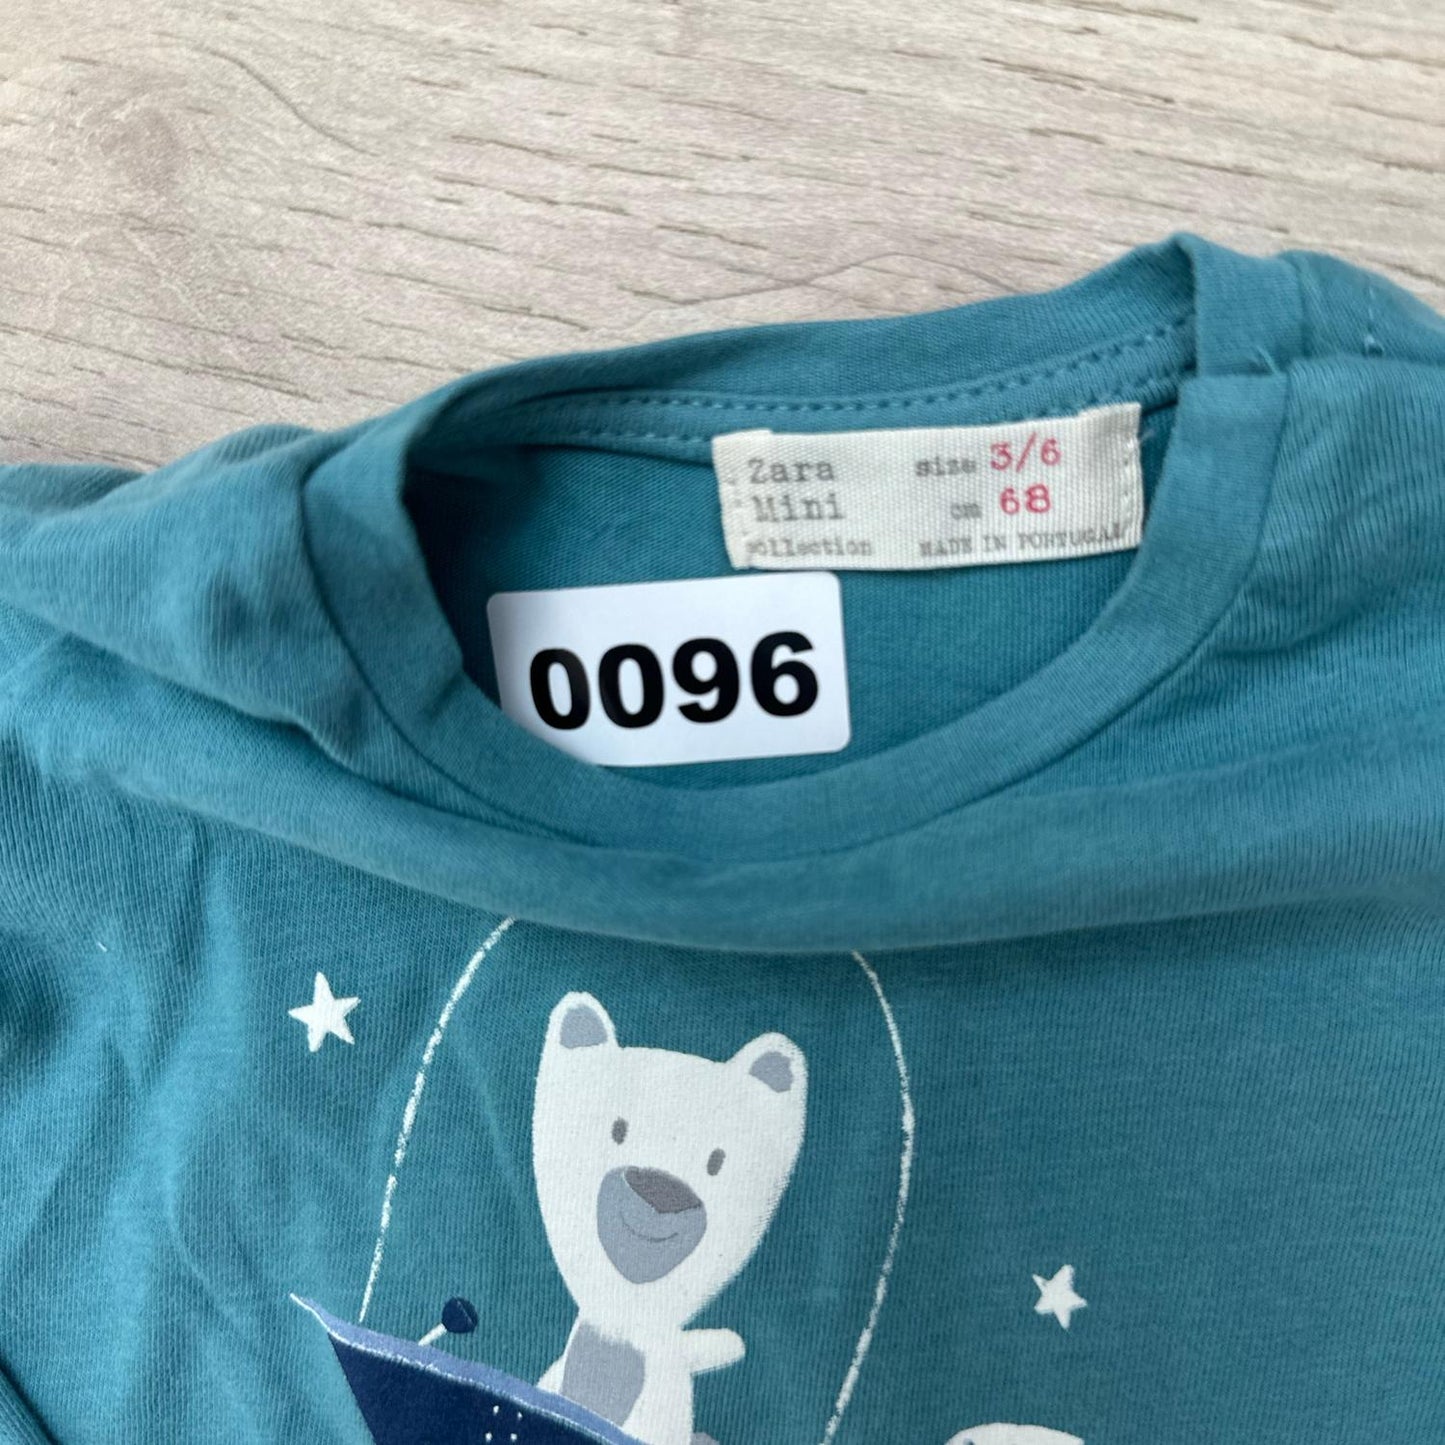 Zara size 3/6
Mini cm 68
collection MADE IN PORTUGAL
0096